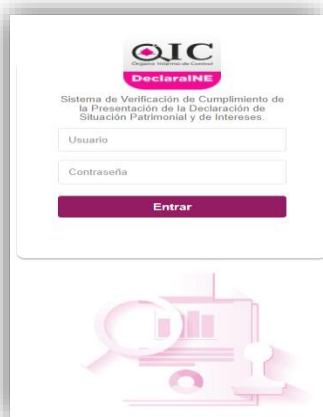 OIC
Órgano Interno de Control
DeclaraINE
Sistema de Verificación de Cumplimiento de
la Presentación de la Declaración de
Situación Patrimonial y de Intereses.
Usuario
Contraseña
Entrar